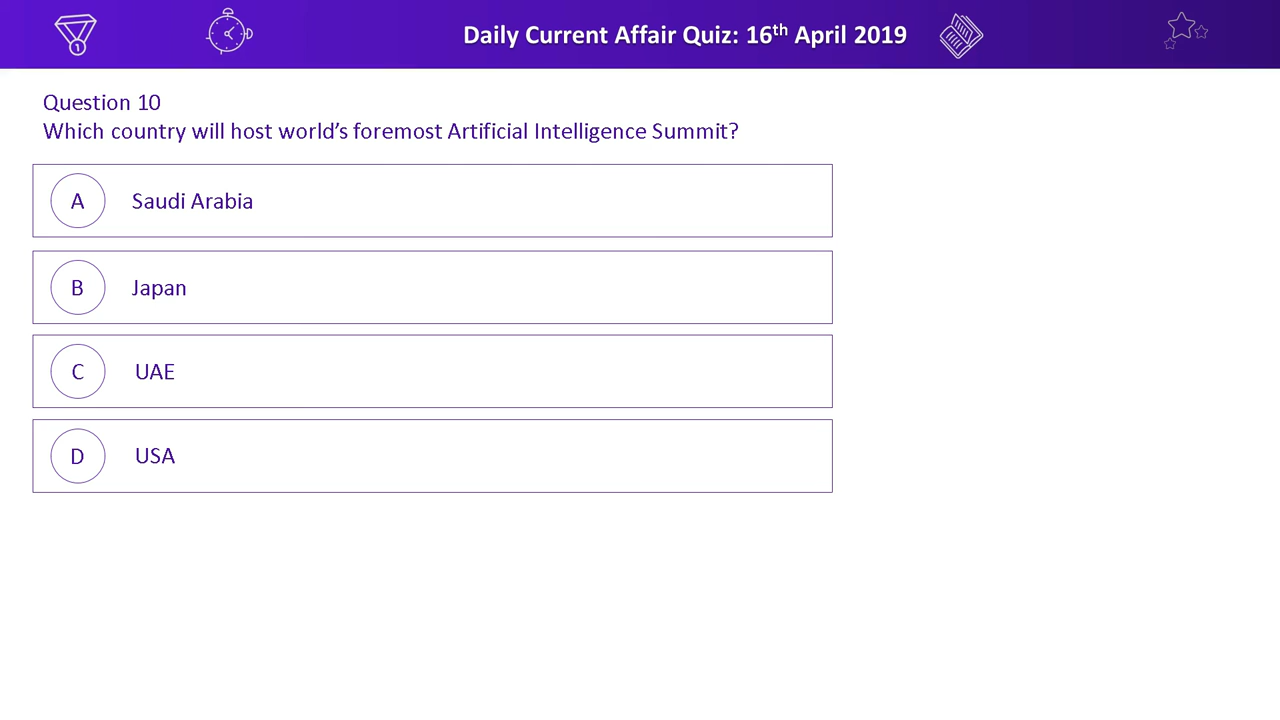 Daily Current Affair Quiz: 16th April 2019
Question 10
Which country will host world’s foremost Artificial Intelligence Summit?
A Saudi Arabia
B Japan
C UAE
D USA
1